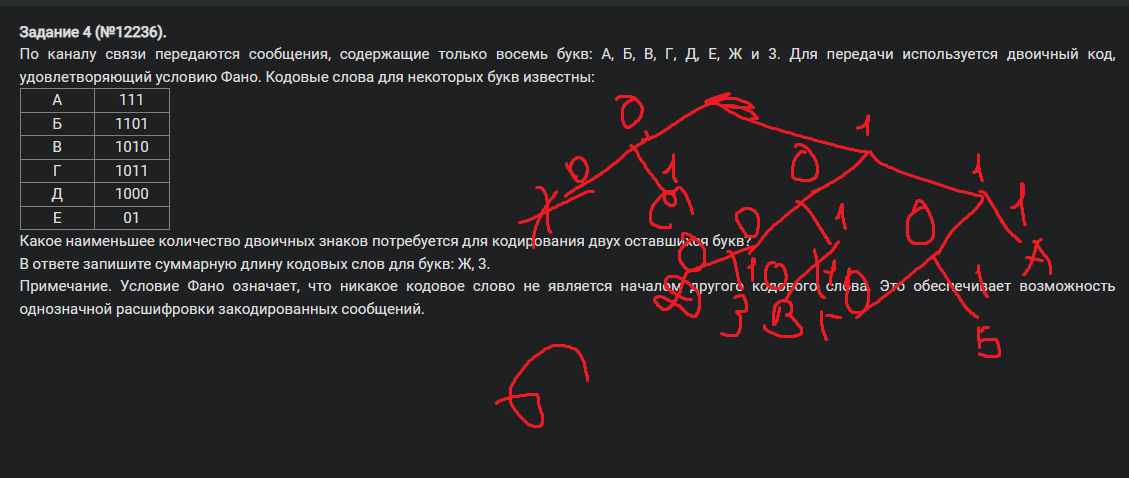 Задание 4 (№12236).
По каналу связи передаются сообщения, содержащие только восемь букв: А, Б, В, Г, Д, Е, Ж и З. Для передачи используется двоичный код,
удовлетворяющий условию Фано. Кодовые слова для некоторых букв известны:
А 111
Б 1101
В 1010
Г 1011
Д 1000
Е 01
Какое наименьшее количество двоичных знаков потребуется для кодирования двух оставшихся букв?
В ответе запишите суммарную длину кодовых слов для букв: Ж, З.
Примечание. Условие Фано означает, что никакое кодовое слово не является началом другого кодового слова. Это обеспечивает возможность
однозначной расшифровки закодированных сообщений.
0 1
0 1 0 1
0 1 0 1
Ж 0 1 0 1 0 1 А
Д З В Г Б